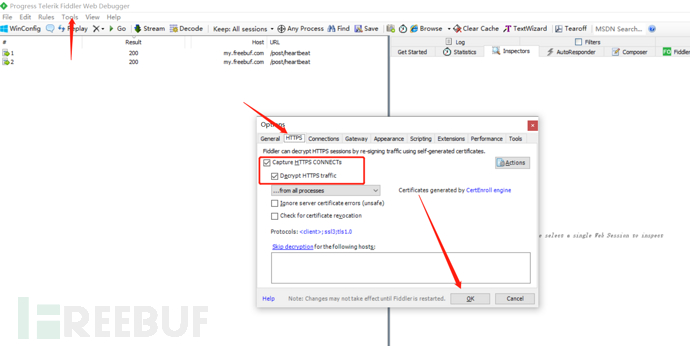 Progress Telerik Fiddler Web Debugger
File Edit Rules Tools View Help
WinConfig Replay Go Stream Decode Keep: All sessions Any Process Find Save Browse Clear Cache TextWizard Tearoff MSDN Search...
Log Filters
# Result Host URL
Get Started Statistics Inspectors AutoResponder Composer FO Fiddler
1 200 my.freebuf.com /post/heartbeat
2 200 my.freebuf.com /post/heartbeat
Options
General HTTPS Connections Gateway Appearance Scripting Extensions Performance Tools
Fiddler can decrypt HTTPS sessions by re-signing traffic using self-generated certificates.
Capture HTTPS CONNECTs
Actions
Decrypt HTTPS traffic
...from all processes
Certificates generated by CertEnroll engine
Ignore server certificate errors (unsafe)
Check for certificate revocation
Protocols: <client>; ssl3;tls1.0
select a single Web Session to inspect
Skip decryption for the following hosts:
Help Note: Changes may not take effect until Fiddler is restarted. OK Cancel
FREEBUF